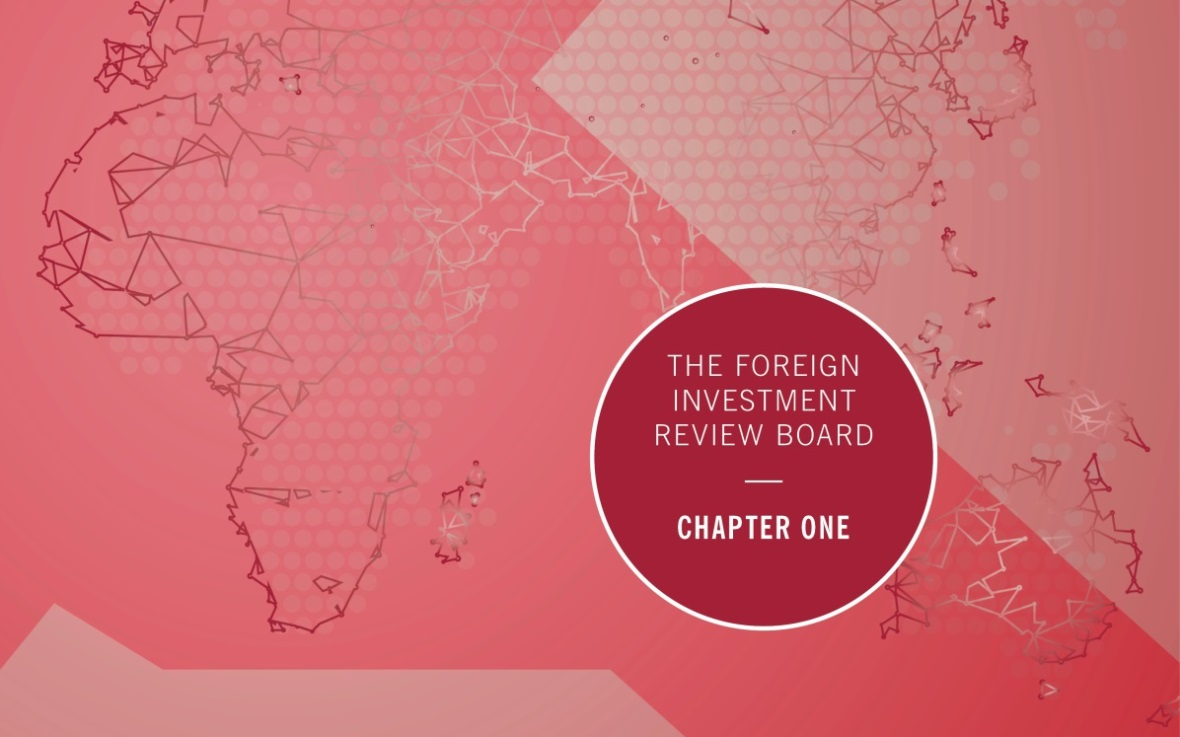 THE FOREIGN
INVESTMENT
REVIEW BOARD
CHAPTER ONE